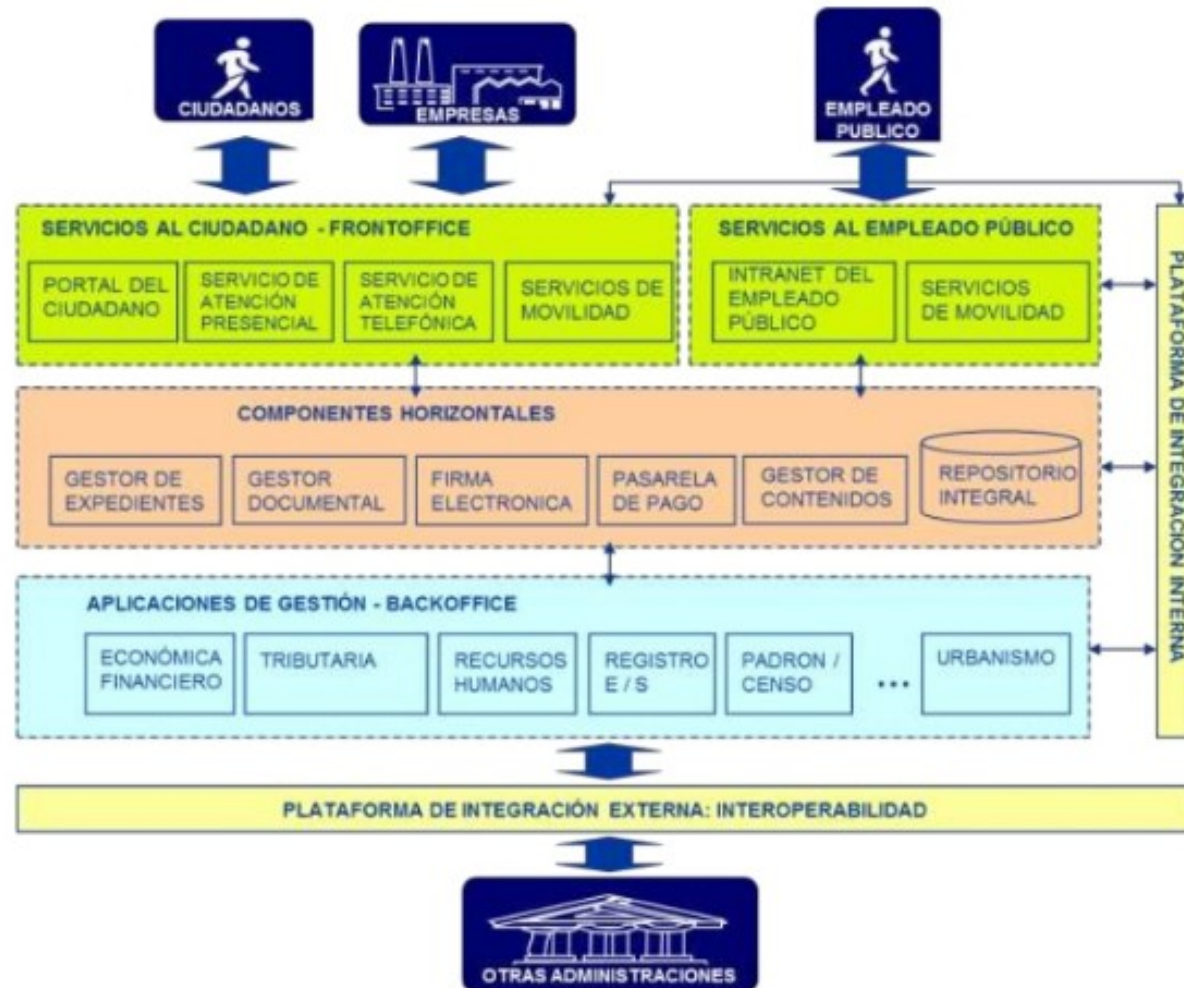 CIUDADANOS
EMPRESAS
EMPLEADO
PUBLICO
SERVICIOS AL CIUDADANO - FRONTOFFICE
PORTAL DEL
CIUDADANO
SERVICIO DE
ATENCIÓN
PRESENCIAL
SERVICIO DE
ATENCIÓN
TELEFÓNICA
SERVICIOS DE
MOVILIDAD
SERVICIOS AL EMPLEADO PÚBLICO
INTRANET DEL
EMPLEADO
PÚBLICO
SERVICIOS
DE MOVILIDAD
PLATAFORMA DE INTEGRACIÓN INTERNA
COMPONENTES HORIZONTALES
GESTOR DE
EXPEDIENTES
GESTOR
DOCUMENTAL
FIRMA
ELECTRONICA
PASARELA
DE PAGO
GESTOR DE
CONTENIDOS
REPOSITORIO
INTEGRAL
APLICACIONES DE GESTIÓN - BACKOFFICE
ECONÓMICA
FINANCIERO
TRIBUTARIA
RECURSOS
HUMANOS
REGISTRO
E / S
PADRON /
CENSO
...
URBANISMO
PLATAFORMA DE INTEGRACIÓN EXTERNA: INTEROPERABILIDAD
OTRAS ADMINISTRACIONES